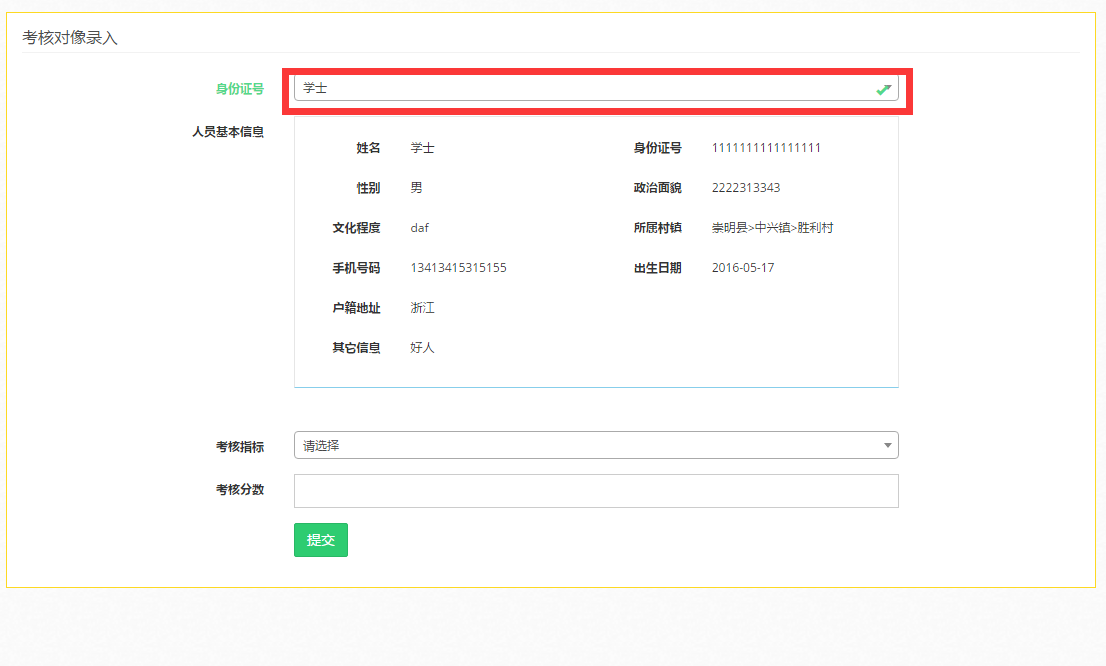 考核对像录入
身份证号 学士
人员基本信息
姓名 学士 身份证号 1111111111111111
性别 男 政治面貌 2222313343
文化程度 daf 所属村镇 崇明县>中兴镇>胜利村
手机号码 13413415315155 出生日期 2016-05-17
户籍地址 浙江
其它信息 好人
考核指标 请选择
考核分数
提交